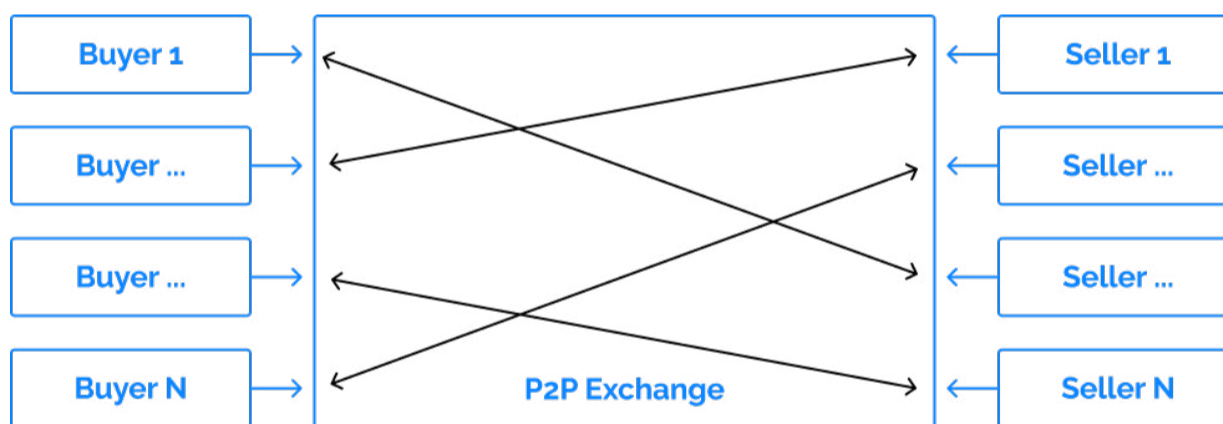 Buyer 1
Seller 1
Buyer ...
Seller ...
Buyer ...
Seller ...
Buyer N
P2P Exchange
Seller N